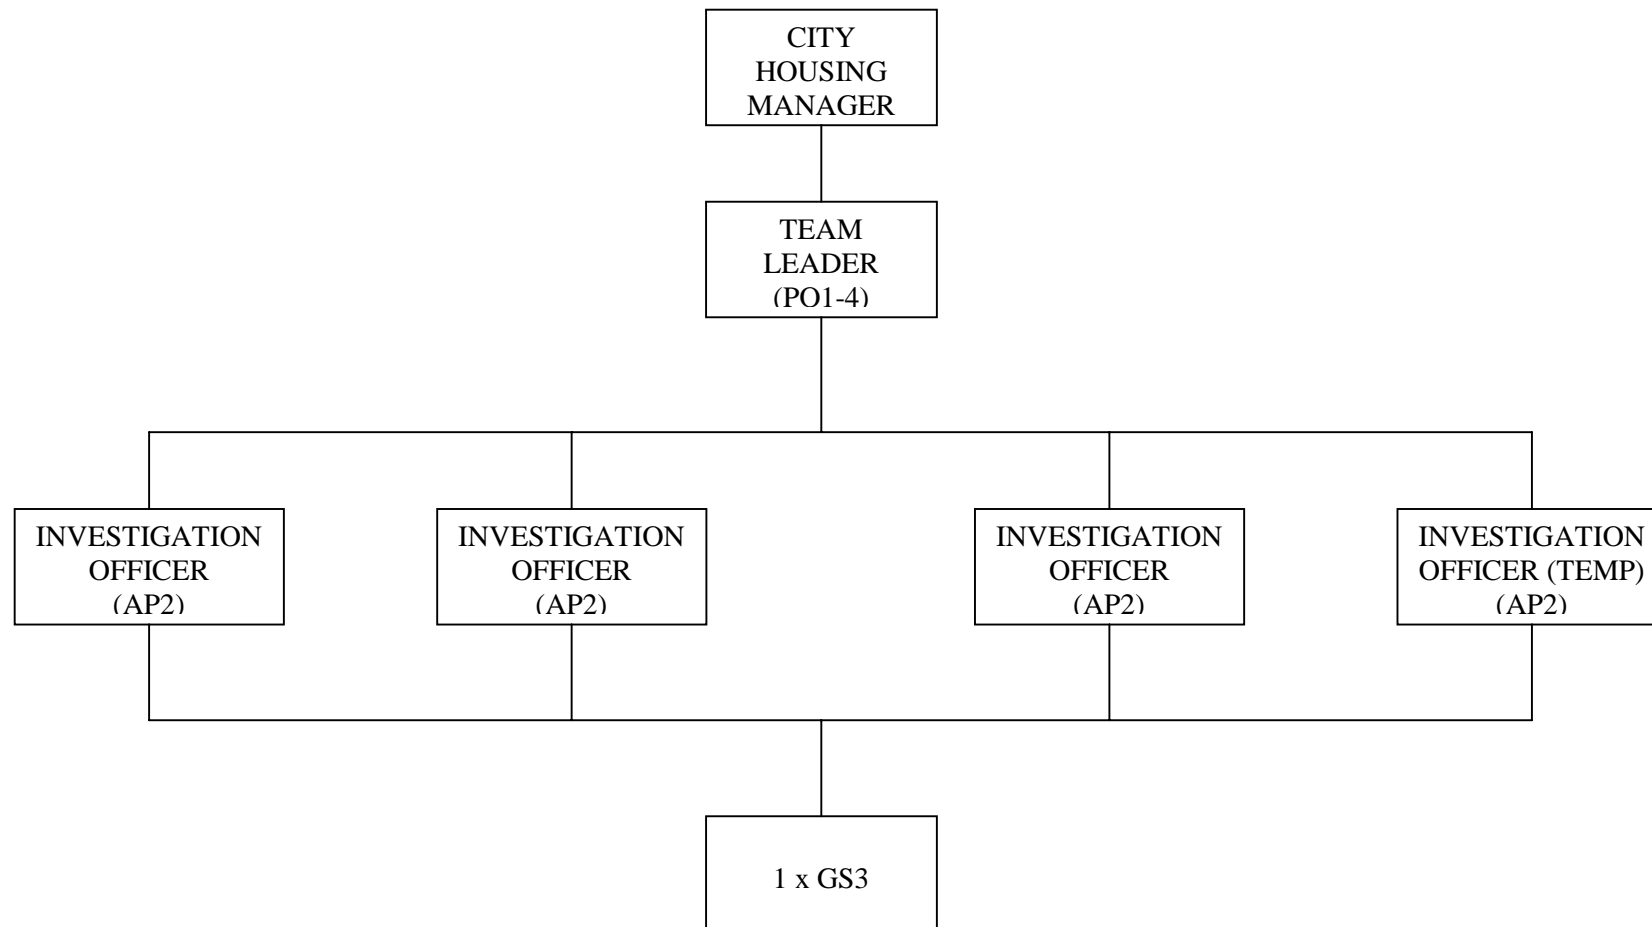 CITY
HOUSING
MANAGER
TEAM
LEADER
(PO1-4)
INVESTIGATION
OFFICER
(AP2)
INVESTIGATION
OFFICER
(AP2)
INVESTIGATION
OFFICER
(AP2)
INVESTIGATION
OFFICER (TEMP)
(AP2)
1 x GS3